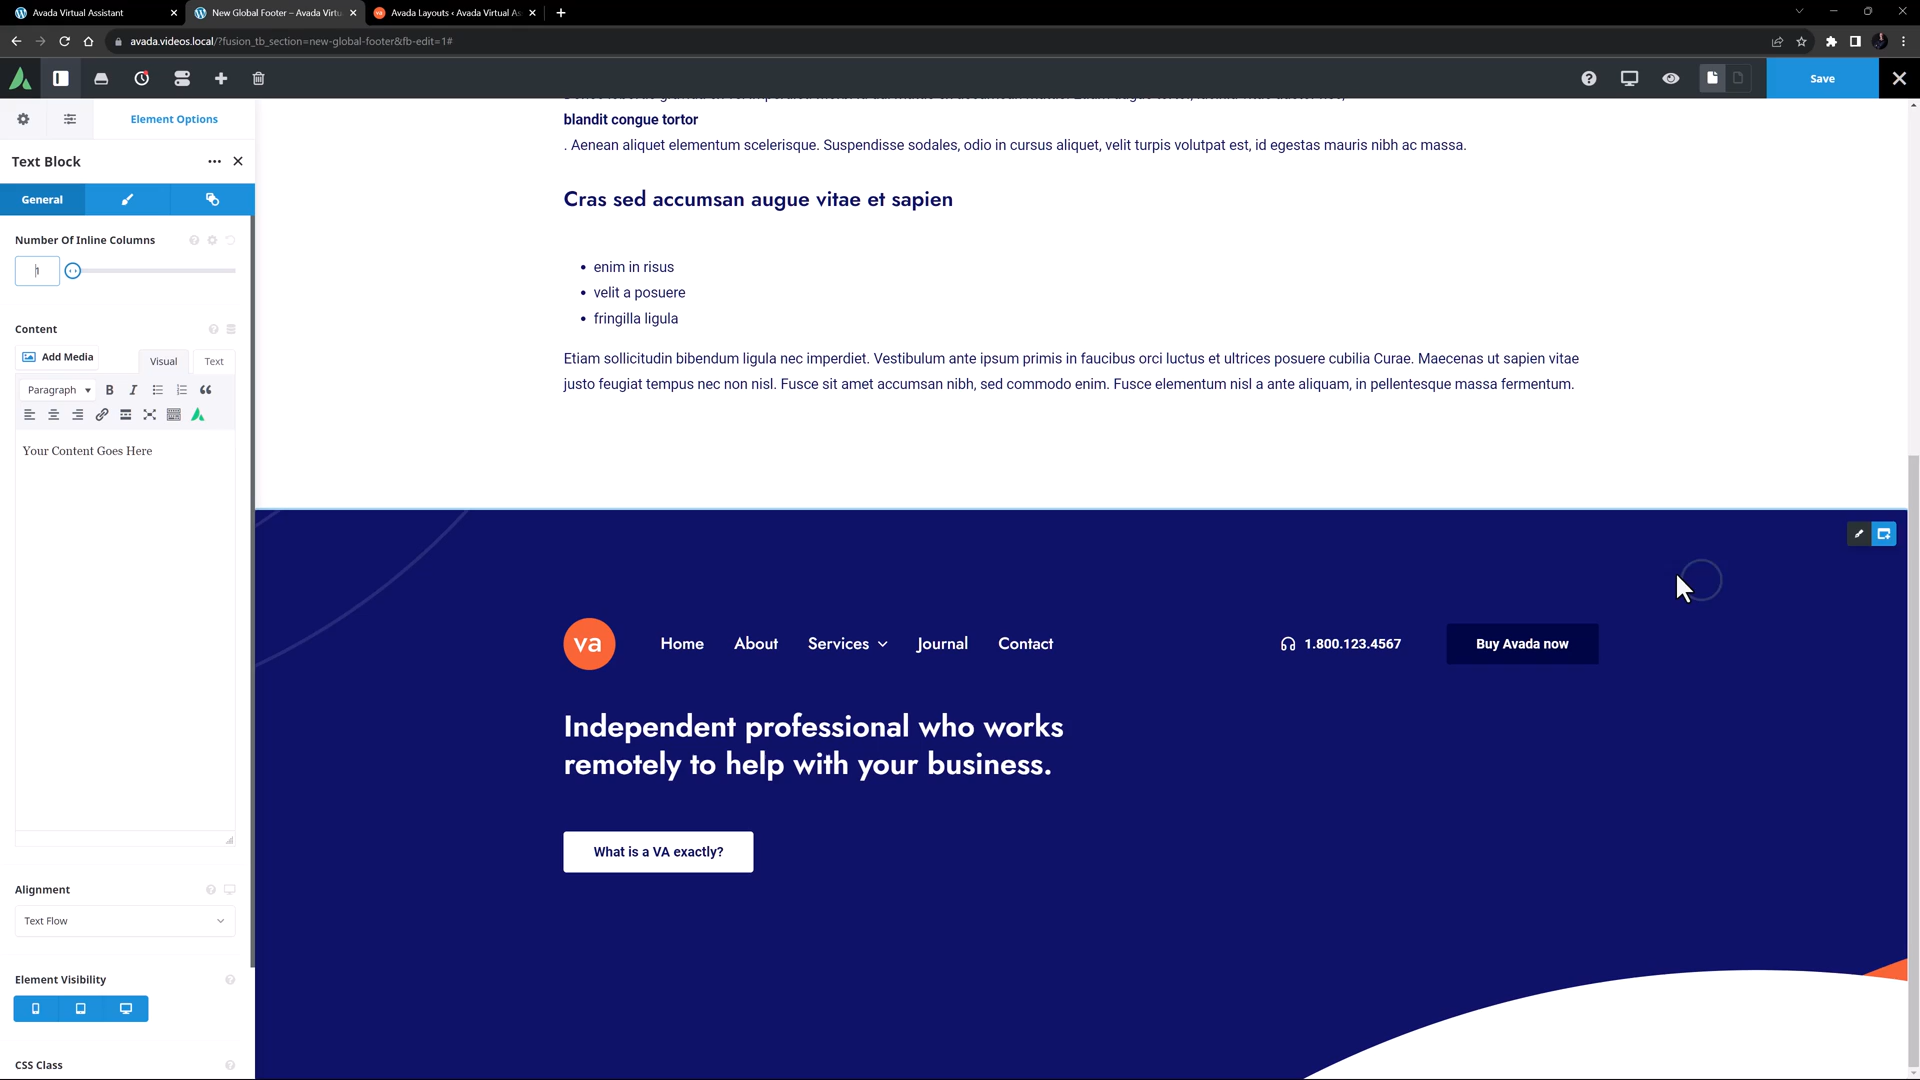 Avada Virtual Assistant
New Global Footer – Avada Virtu
Avada Layouts ‹ Avada Virtual As
avada.videos.local/?fusion_tb_section=new-global-footer&fb-edit=1#
Save
Element Options
Text Block
General
Number Of Inline Columns
1
Content
Add Media
Visual
Text
Paragraph
Your Content Goes Here
Alignment
Text Flow
Element Visibility
CSS Class
blandit congue tortor
. Aenean aliquet elementum scelerisque. Suspendisse sodales, odio in cursus aliquet, velit turpis volutpat est, id egestas mauris nibh ac massa.
Cras sed accumsan augue vitae et sapien
• enim in risus
• velit a posuere
• fringilla ligula
Etiam sollicitudin bibendum ligula nec imperdiet. Vestibulum ante ipsum primis in faucibus orci luctus et ultrices posuere cubilia Curae. Maecenas ut sapien vitae
justo feugiat tempus nec non nisl. Fusce sit amet accumsan nibh, sed commodo enim. Fusce elementum nisl a ante aliquam, in pellentesque massa fermentum.
va
Home
About
Services
Journal
Contact
1.800.123.4567
Buy Avada now
Independent professional who works
remotely to help with your business.
What is a VA exactly?